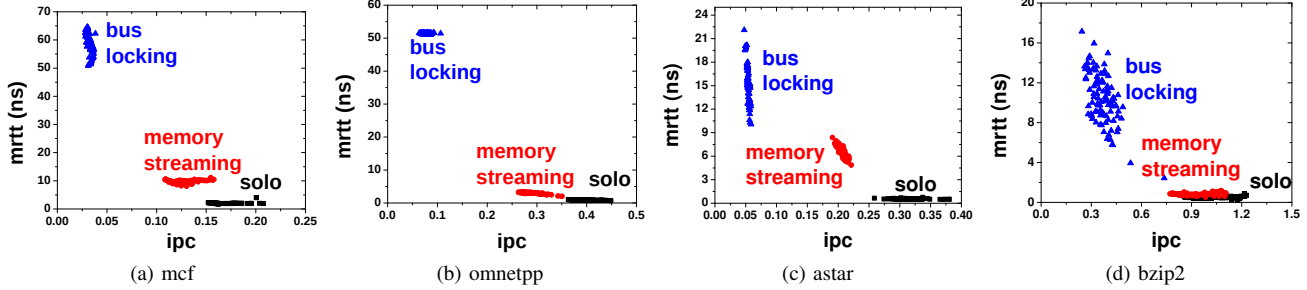 70
60
50
40
30
20
10
0
mrtt (ns)
bus
locking
memory
streaming
solo
0.00 0.05 0.10 0.15 0.20 0.25
ipc
(a) mcf
60
50
40
30
20
10
0
mrtt (ns)
bus
locking
memory
streaming
solo
0.0 0.1 0.2 0.3 0.4 0.5
ipc
(b) omnetpp
24
21
18
15
12
9
6
3
0
mrtt (ns)
bus
locking
memory
streaming
solo
0.00 0.05 0.10 0.15 0.20 0.25 0.30 0.35 0.40
ipc
(c) astar
20
16
12
8
4
0
mrtt (ns)
bus
locking
memory
streaming
solo
0.0 0.3 0.6 0.9 1.2 1.5
ipc
(d) bzip2